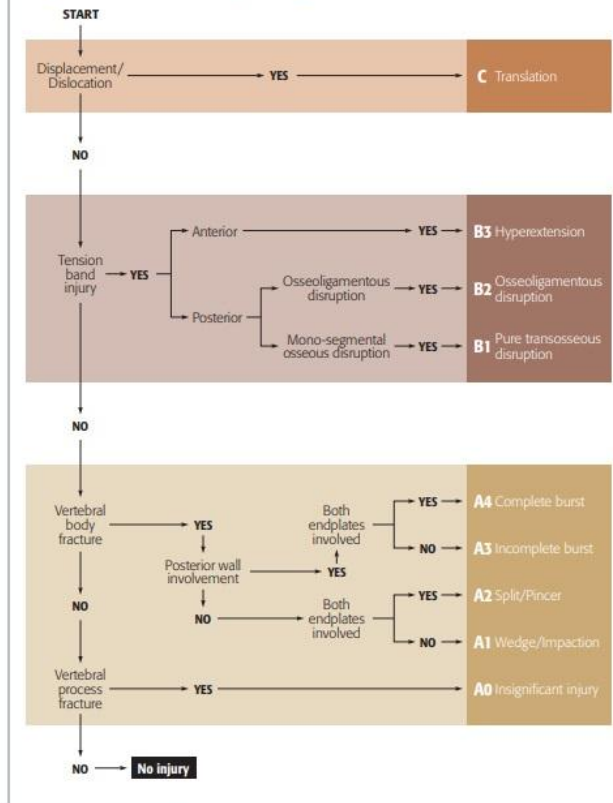 START
Displacement/
Dislocation
YES
C Translation
NO
Tension
band
injury
YES
Anterior
YES
B3 Hyperextension
Posterior
Osseoligamentous
disruption
YES
B2 Osseoligamentous
disruption
Mono-segmental
osseous disruption
YES
B1 Pure transosseous
disruption
NO
Vertebral
body
fracture
YES
Posterior wall
involvement
YES
Both
endplates
involved
YES
A4 Complete burst
NO
A3 Incomplete burst
NO
Both
endplates
involved
YES
A2 Split/Pincer
NO
A1 Wedge/Impaction
NO
Vertebral
process
fracture
YES
A0 Insignificant injury
NO
No injury